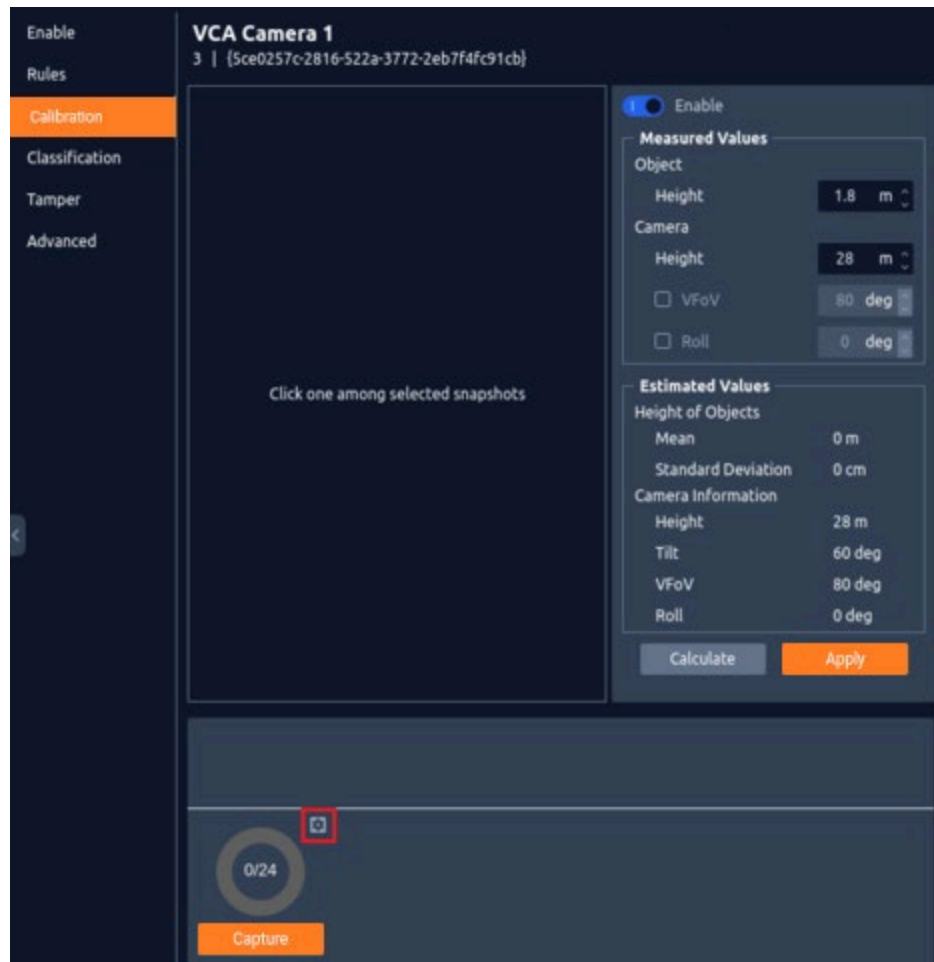 Enable
Rules
Calibration
Classification
Tamper
Advanced
VCA Camera 1
3 | {5ce0257c-2816-522a-3772-2eb7f4fc91cb}
Click one among selected snapshots
Enable
Measured Values
Object
Height 1.8 m
Camera
Height 28 m
VFoV 80 deg
Roll 0 deg
Estimated Values
Height of Objects
Mean 0 m
Standard Deviation 0 cm
Camera Information
Height 28 m
Tilt 60 deg
VFoV 80 deg
Roll 0 deg
Calculate Apply
0/24
Capture